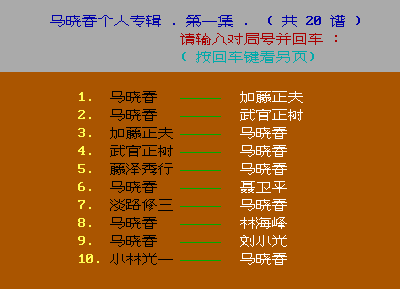 马晓春个人专辑 . 第一集 . ( 共 20 谱 )
请输入对局号并回车 :
( 按回车键看另页)
1. 马晓春 —— 加藤正夫
2. 马晓春 —— 武宫正树
3. 加藤正夫 —— 马晓春
4. 武宫正树 —— 马晓春
5. 藤泽秀行 —— 马晓春
6. 马晓春 —— 聂卫平
7. 淡路修三 —— 马晓春
8. 马晓春 —— 林海峰
9. 马晓春 —— 刘小光
10. 小林光一 —— 马晓春